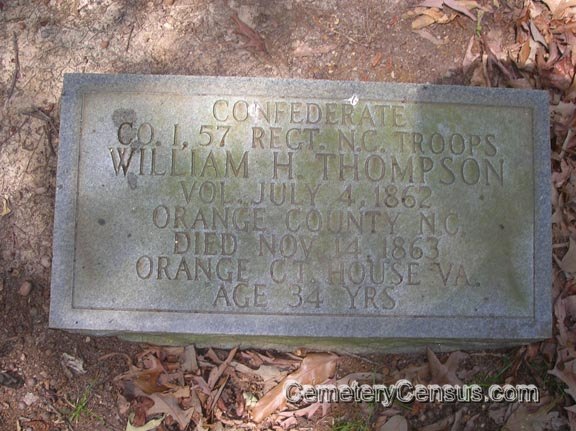 CONFEDERATE
CO. I, 57 REGT. N.C. TROOPS
WILLIAM H. THOMPSON
VOL. JULY 4, 1862
ORANGE COUNTY N.C.
DIED NOV. 14, 1863
ORANGE CT. HOUSE VA.
AGE 34 YRS
CemeteryCensus.com